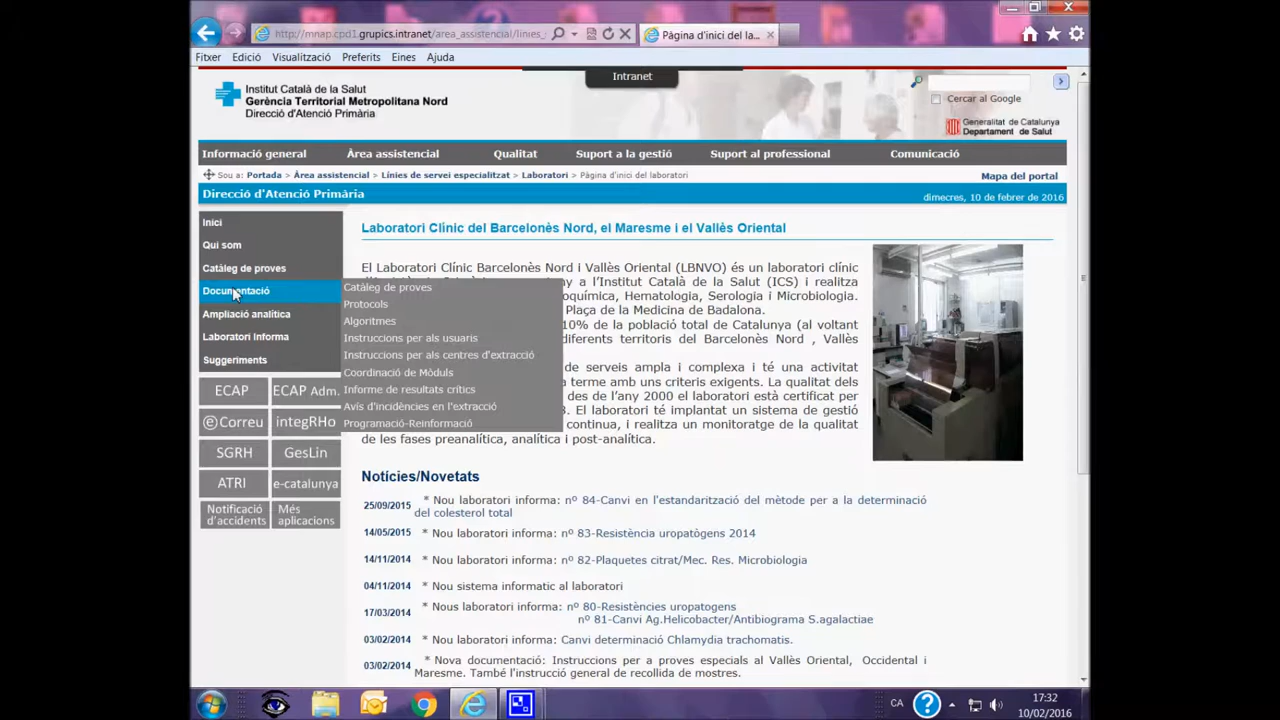 http://mnap.cpd1.grupics.intranet/area_assistencial/línies_
Pàgina d'inici del la...
Fitxer Edició Visualització Preferits Eines Ajuda
Intranet
Institut Català de la Salut
Gerència Territorial Metropolitana Nord
Direcció d'Atenció Primària
Cercar al Google
Generalitat de Catalunya
Departament de Salut
Informació general Àrea assistencial Qualitat Suport a la gestió Suport al professional Comunicació
Sou a: Portada > Àrea assistencial > Línies de servei especialitzat > Laboratori > Pàgina d'inici del laboratori
Mapa del portal
Direcció d'Atenció Primària
dimecres, 10 de febrer de 2016
Inici
Qui som
Catàleg de proves
Documentació
Ampliació analítica
Laboratori Informa
Suggeriments
ECAP ECAP Adm.
eCorreu integRHo
SGRH GesLin
ATRI e-catalunya
Notificació d'accidents
Més aplicacions
Catàleg de proves
Protocols
Algoritmes
Instruccions per als usuaris
Instruccions per als centres d'extracció
Coordinació de Mòduls
Informe de resultats crítics
Avís d'incidències en l'extracció
Programació-Reinformació
Laboratori Clínic del Barcelonès Nord, el Maresme i el Vallès Oriental
El Laboratori Clínic Barcelonès Nord i Vallès Oriental (LBNVO) és un laboratori clínic
y a l'Institut Català de la Salut (ICS) i realitza
oquímica, Hematologia, Serologia i Microbiologia.
Plaça de la Medicina de Badalona.
10% de la població total de Catalunya (al voltant
diferents territoris del Barcelonès Nord , Vallès
de serveis ampla i complexa i té una activitat
a terme amb uns criteris exigents. La qualitat dels
des de l'any 2000 el laboratori està certificat per
3. El laboratori té implantat un sistema de gestió
continua, i realitza un monitoratge de la qualitat
de les fases preanalítica, analítica i post-analítica.
Notícies/Novetats
25/09/2015 * Nou laboratori informa: nº 84-Canvi en l'estandarització del mètode per a la determinació
del colesterol total
14/05/2015 * Nou laboratori informa: nº 83-Resistència uropatògens 2014
14/11/2014 * Nou laboratori informa: nº 82-Plaquetes citrat/Mec. Res. Microbiologia
04/11/2014 * Nou sistema informatic al laboratori
17/03/2014 * Nous laboratori informa: nº 80-Resistències uropatogens
nº 81-Canvi Ag.Helicobacter/Antibiograma S.agalactiae
03/02/2014 * Nou laboratori informa: Canvi determinació Chlamydia trachomatis.
03/02/2014 * Nova documentació: Instruccions per a proves especials al Vallès Oriental, Occidental i
Maresme. També l'instrucció general de recollida de mostres.
CA
17:32
10/02/2016